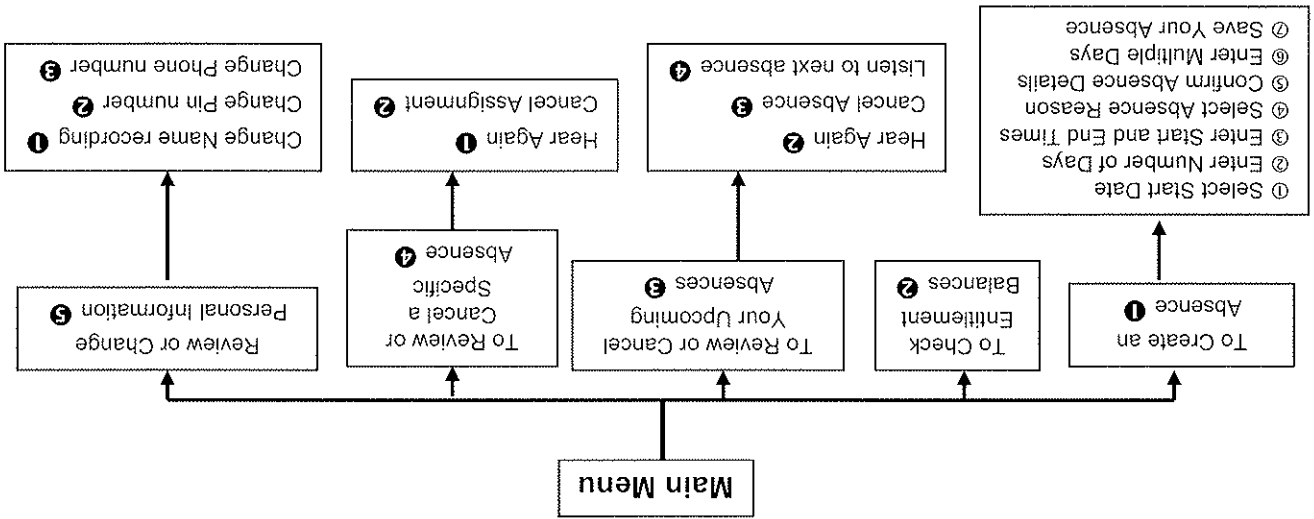 Main Menu
To Create an
Absence ❶
To Check
Entitlement
Balances ❷
To Review or Cancel
Your Upcoming
Absences ❸
To Review or
Cancel a
Specific
Absence ❹
Review or Change
Personal Information ❺
① Select Start Date
② Enter Number of Days
③ Enter Start and End Times
④ Select Absence Reason
⑤ Confirm Absence Details
⑥ Enter Multiple Days
⑦ Save Your Absence
Hear Again ❷
Cancel Absence ❸
Listen to next absence ❹
Hear Again ❶
Cancel Assignment ❷
Change Name recording ❶
Change Pin number ❷
Change Phone number ❸